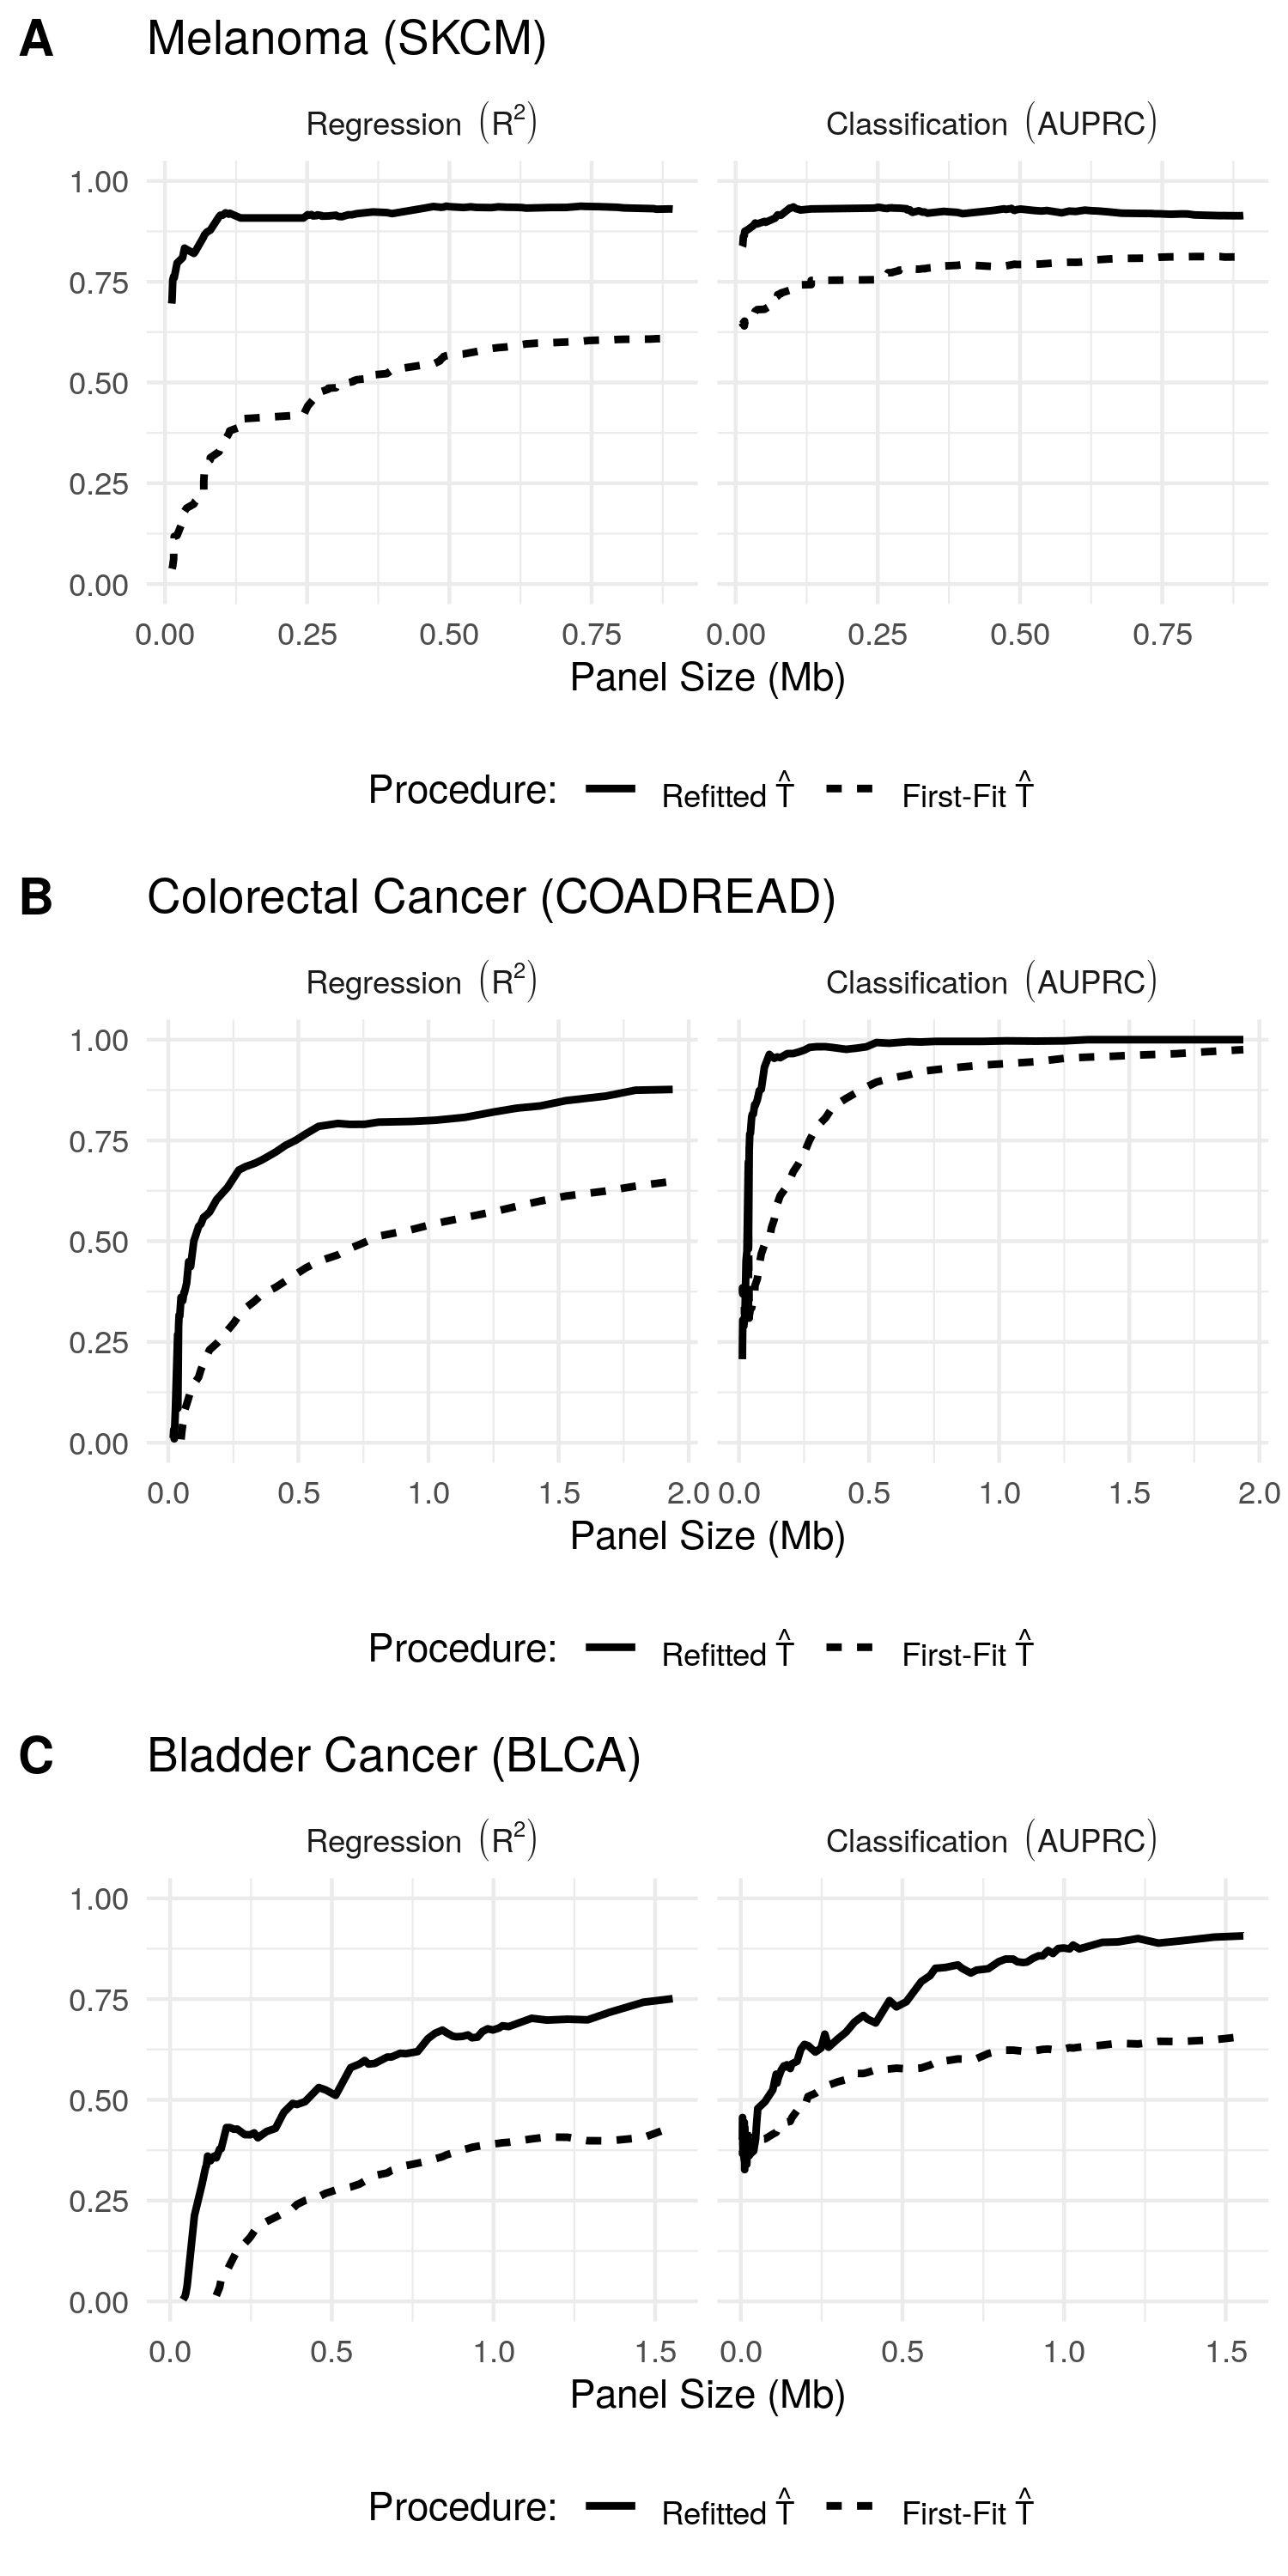 A Melanoma (SKCM)
Regression (R²) Classification (AUPRC)
1.00
0.75
0.50
0.25
0.00
0.00 0.25 0.50 0.75 0.00 0.25 0.50 0.75
Panel Size (Mb)
Procedure: Refitted T̂ First-Fit T̂
B Colorectal Cancer (COADREAD)
Regression (R²) Classification (AUPRC)
1.00
0.75
0.50
0.25
0.00
0.0 0.5 1.0 1.5 2.0 0.0 0.5 1.0 1.5 2.0
Panel Size (Mb)
Procedure: Refitted T̂ First-Fit T̂
C Bladder Cancer (BLCA)
Regression (R²) Classification (AUPRC)
1.00
0.75
0.50
0.25
0.00
0.0 0.5 1.0 1.5 0.0 0.5 1.0 1.5
Panel Size (Mb)
Procedure: Refitted T̂ First-Fit T̂